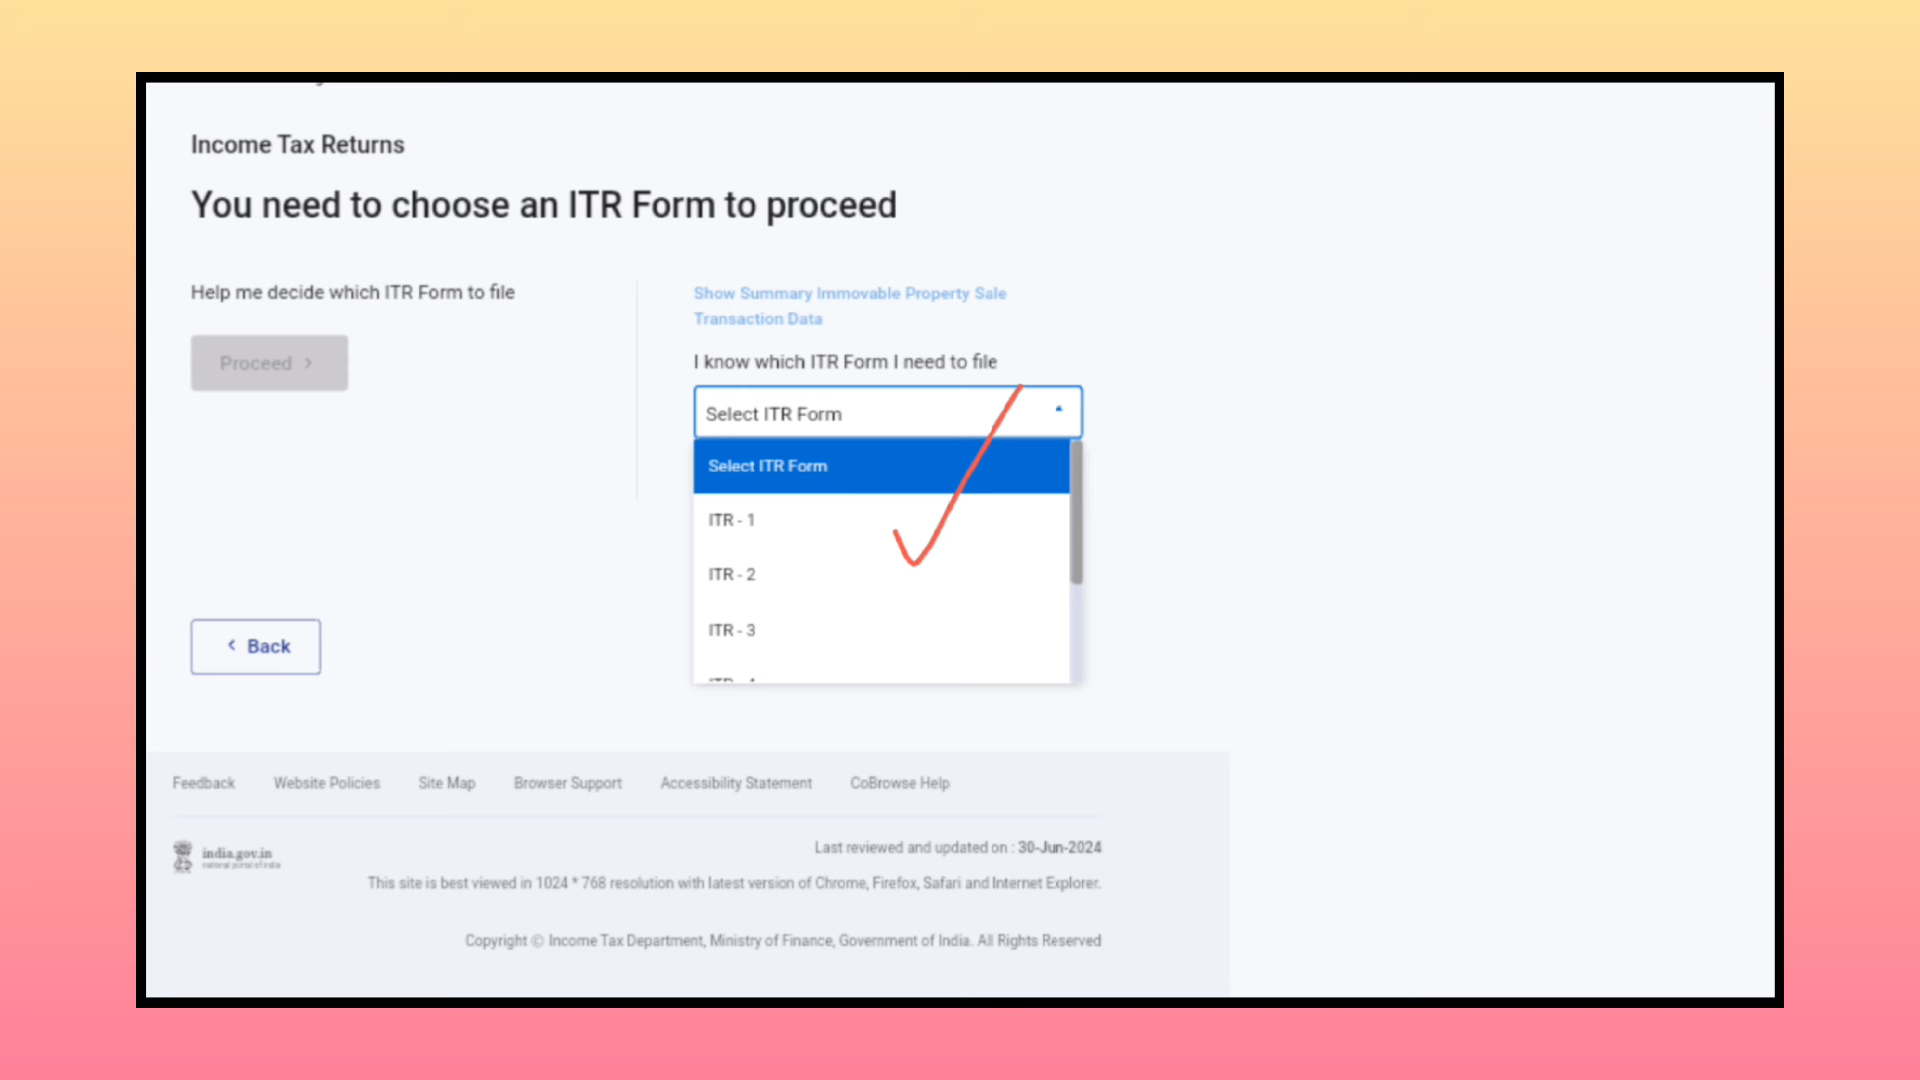 Income Tax Returns
You need to choose an ITR Form to proceed
Help me decide which ITR Form to file
Proceed >
Show Summary Immovable Property Sale
Transaction Data
I know which ITR Form I need to file
Select ITR Form
Select ITR Form
ITR - 1
ITR - 2
ITR - 3
< Back
Feedback Website Policies Site Map Browser Support Accessibility Statement CoBrowse Help
india.gov.in
national portal of india
Last reviewed and updated on : 30-Jun-2024
This site is best viewed in 1024 * 768 resolution with latest version of Chrome, Firefox, Safari and Internet Explorer.
Copyright © Income Tax Department, Ministry of Finance, Government of India. All Rights Reserved